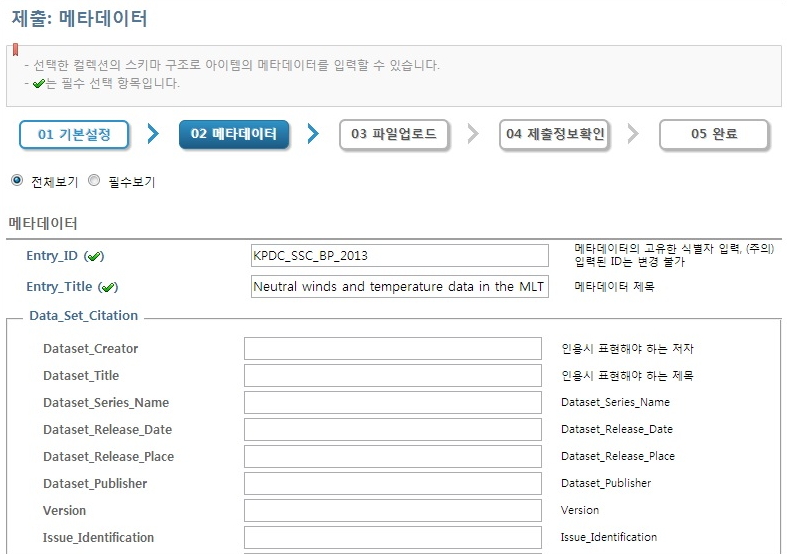 제출: 메타데이터
- 선택한 컬렉션의 스키마 구조로 아이템의 메타데이터를 입력할 수 있습니다.
- 는 필수 선택 항목입니다.
01 기본설정
02 메타데이터
03 파일업로드
04 제출정보확인
05 완료
전체보기 필수보기
메타데이터
Entry_ID ( ) KPDC_SSC_BP_2013 메타데이터의 고유한 식별자 입력, (주의)
입력된 ID는 변경 불가
Entry_Title ( ) Neutral winds and temperature data in the MLT 메타데이터 제목
Data_Set_Citation
Dataset_Creator 인용시 표현해야 하는 저자
Dataset_Title 인용시 표현해야 하는 제목
Dataset_Series_Name Dataset_Series_Name
Dataset_Release_Date Dataset_Release_Date
Dataset_Release_Place Dataset_Release_Place
Dataset_Publisher Dataset_Publisher
Version Version
Issue_Identification Issue_Identification